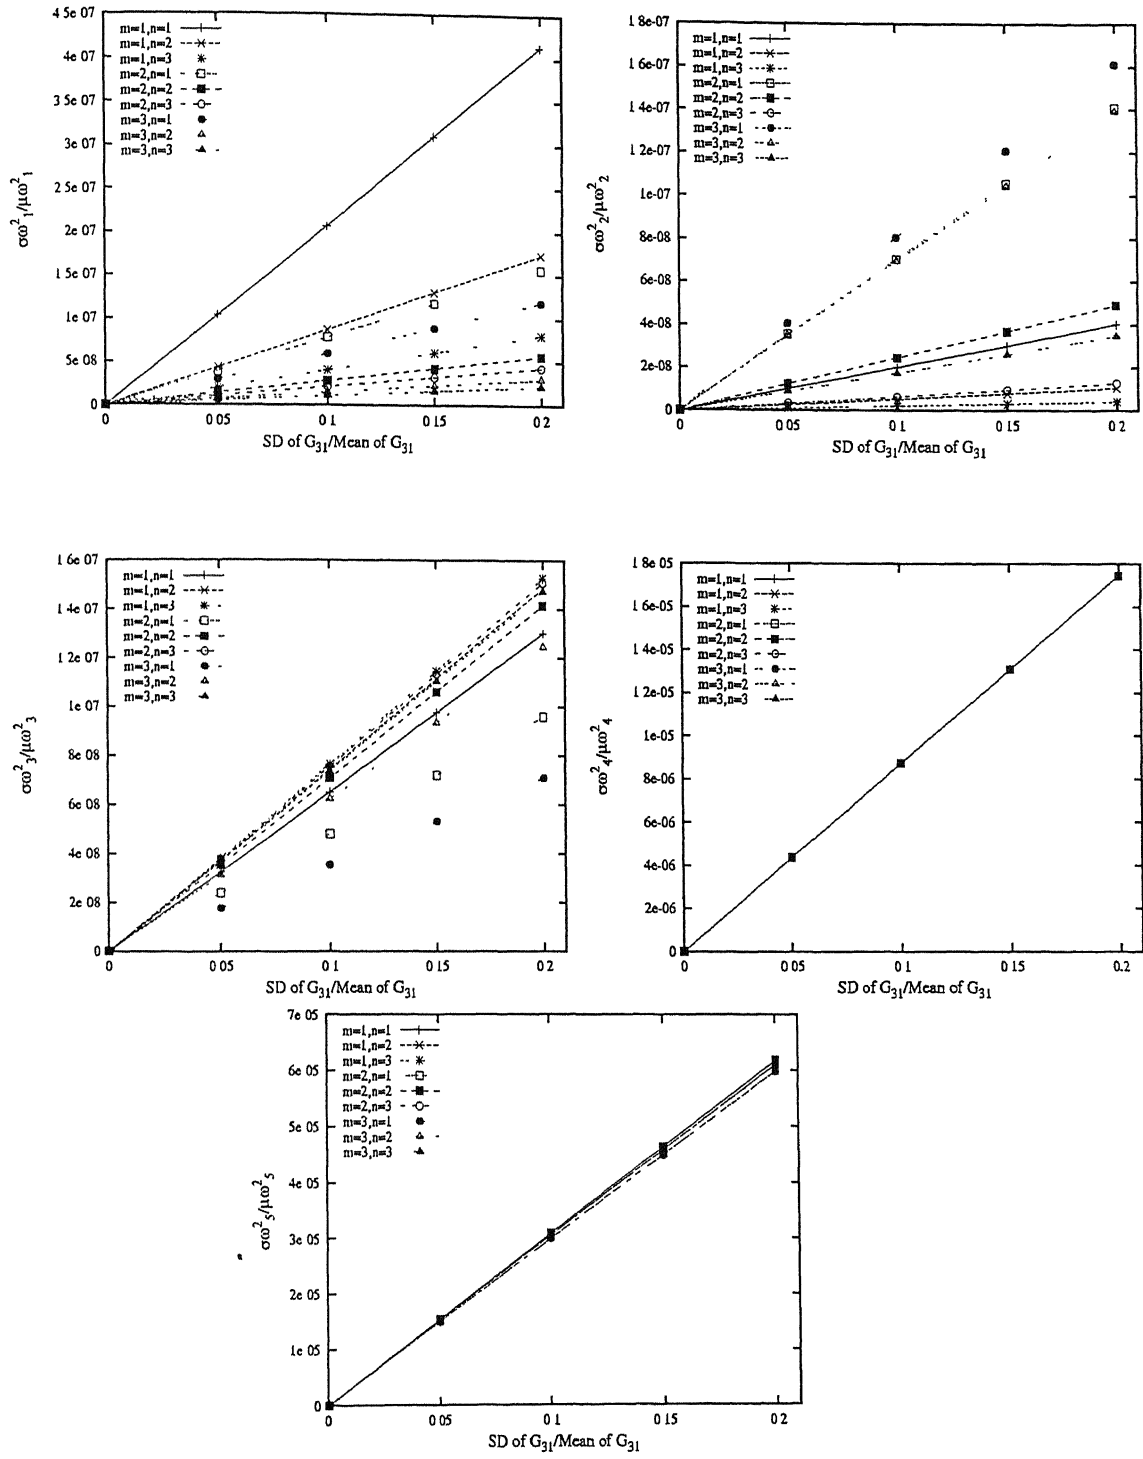 4 5e 07
4e 07
3 5e 07
3e 07
2 5e 07
2e 07
1 5e 07
1e 07
5e 08
0
m=1,n=1
m=1,n=2
m=1,n=3
m=2,n=1
m=2,n=2
m=2,n=3
m=3,n=1
m=3,n=2
m=3,n=3
σω²₁/μω²₁
0 0 05 0 1 0 15 0 2
SD of G₃₁/Mean of G₃₁
1 8e-07
1 6e-07
1 4e-07
1 2e-07
1e-07
8e-08
6e-08
4e-08
2e-08
0
m=1,n=1
m=1,n=2
m=1,n=3
m=2,n=1
m=2,n=2
m=2,n=3
m=3,n=1
m=3,n=2
m=3,n=3
σω²₂/μω²₂
0 0 05 0 1 0 15 0 2
SD of G₃₁/Mean of G₃₁
1 6e 07
1 4e 07
1 2e 07
1e 07
8e 08
6e 08
4e 08
2e 08
0
m=1,n=1
m=1,n=2
m=1,n=3
m=2,n=1
m=2,n=2
m=2,n=3
m=3,n=1
m=3,n=2
m=3,n=3
σω²₃/μω²₃
0 0 05 0 1 0 15 0 2
SD of G₃₁/Mean of G₃₁
1 8e 05
1 6e-05
1 4e-05
1 2e-05
1e-05
8e-06
6e-06
4e-06
2e-06
0
m=1,n=1
m=1,n=2
m=1,n=3
m=2,n=1
m=2,n=2
m=2,n=3
m=3,n=1
m=3,n=2
m=3,n=3
σω²₄/μω²₄
0 0 05 0 1 0 15 0 2
SD of G₃₁/Mean of G₃₁
7e 05
6e 05
5e 05
4e 05
3e 05
2e 05
1e 05
0
m=1,n=1
m=1,n=2
m=1,n=3
m=2,n=1
m=2,n=2
m=2,n=3
m=3,n=1
m=3,n=2
m=3,n=3
σω²₅/μω²₅
0 0 05 0 1 0 15 0 2
SD of G₃₁/Mean of G₃₁